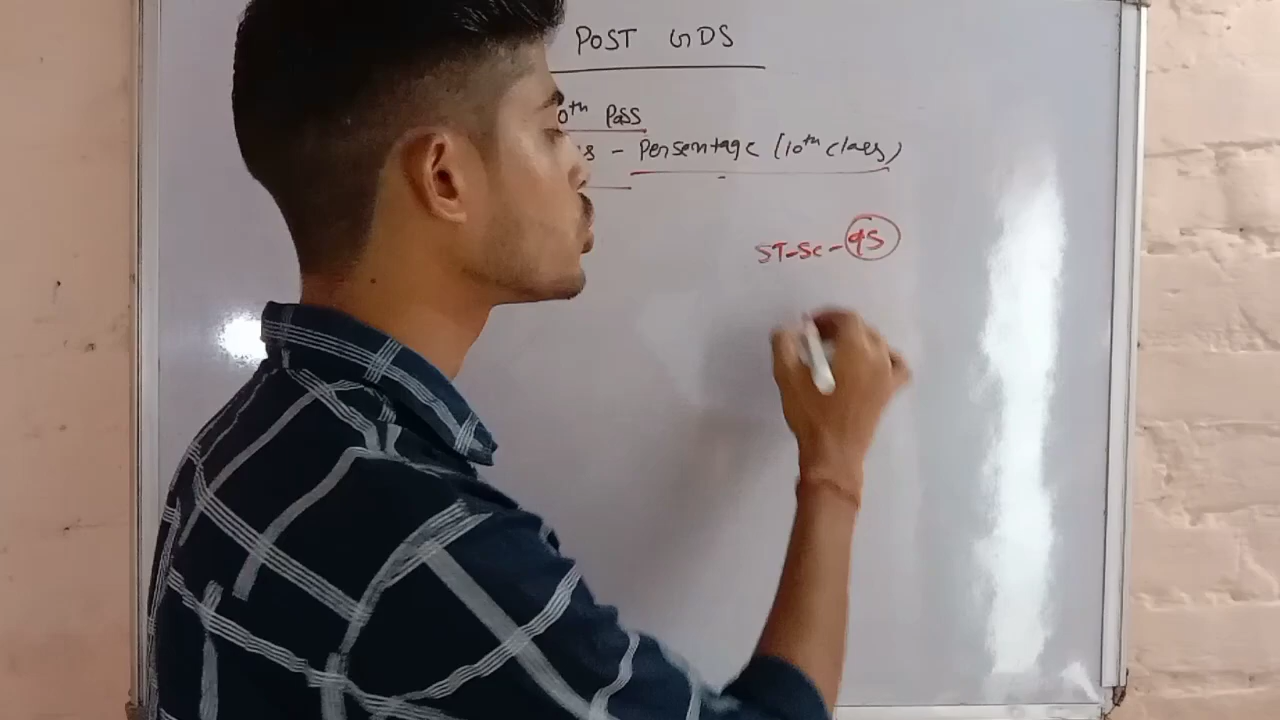 POST GDS
0th Pass
s - Persentage (10th class)
ST-SC - 95